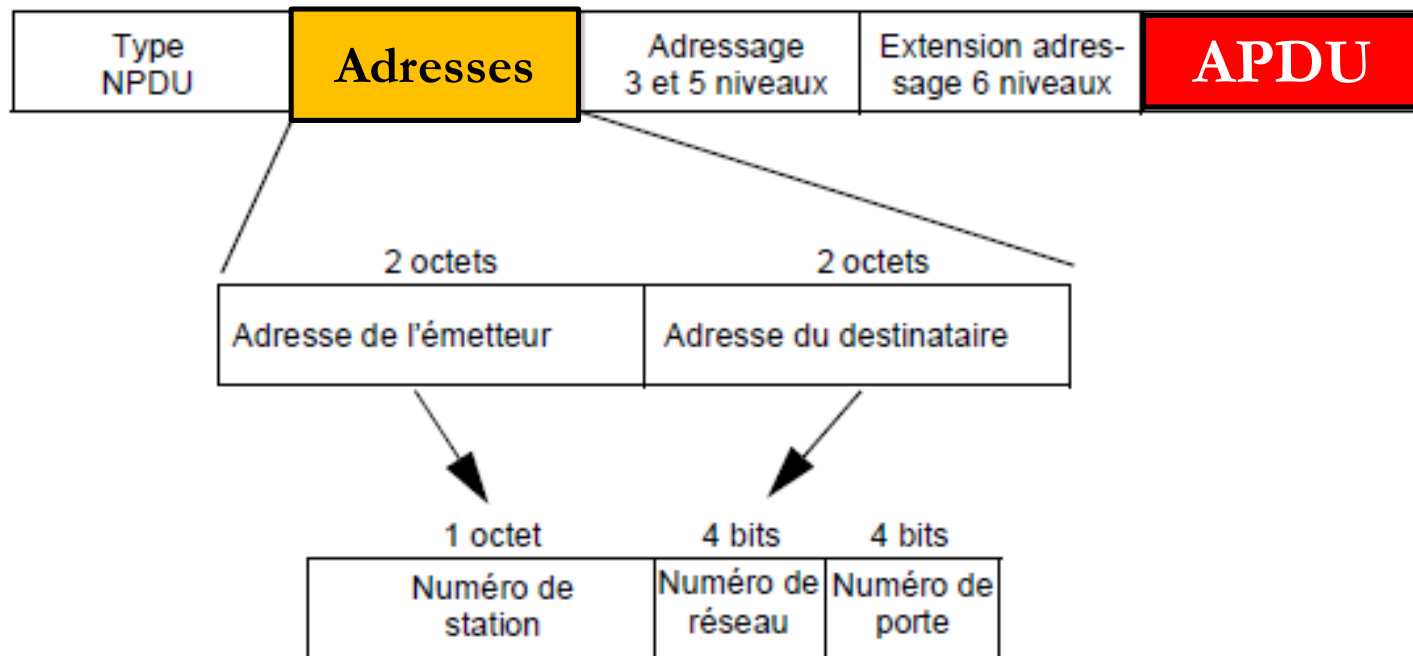 Type
NPDU
Adresses
Adressage
3 et 5 niveaux
Extension adres-
sage 6 niveaux
APDU
2 octets
2 octets
Adresse de l'émetteur
Adresse du destinataire
1 octet
4 bits
4 bits
Numéro de
station
Numéro de
réseau
Numéro de
porte